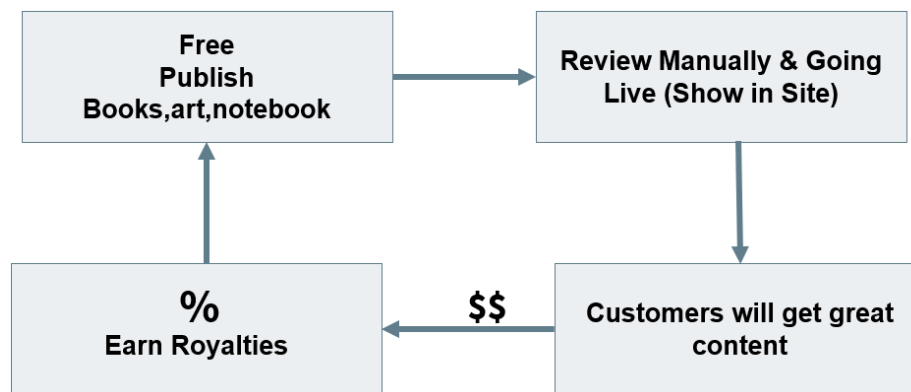 Free
Publish
Books,art,notebook
Review Manually & Going
Live (Show in Site)
%
Earn Royalties
$$
Customers will get great
content